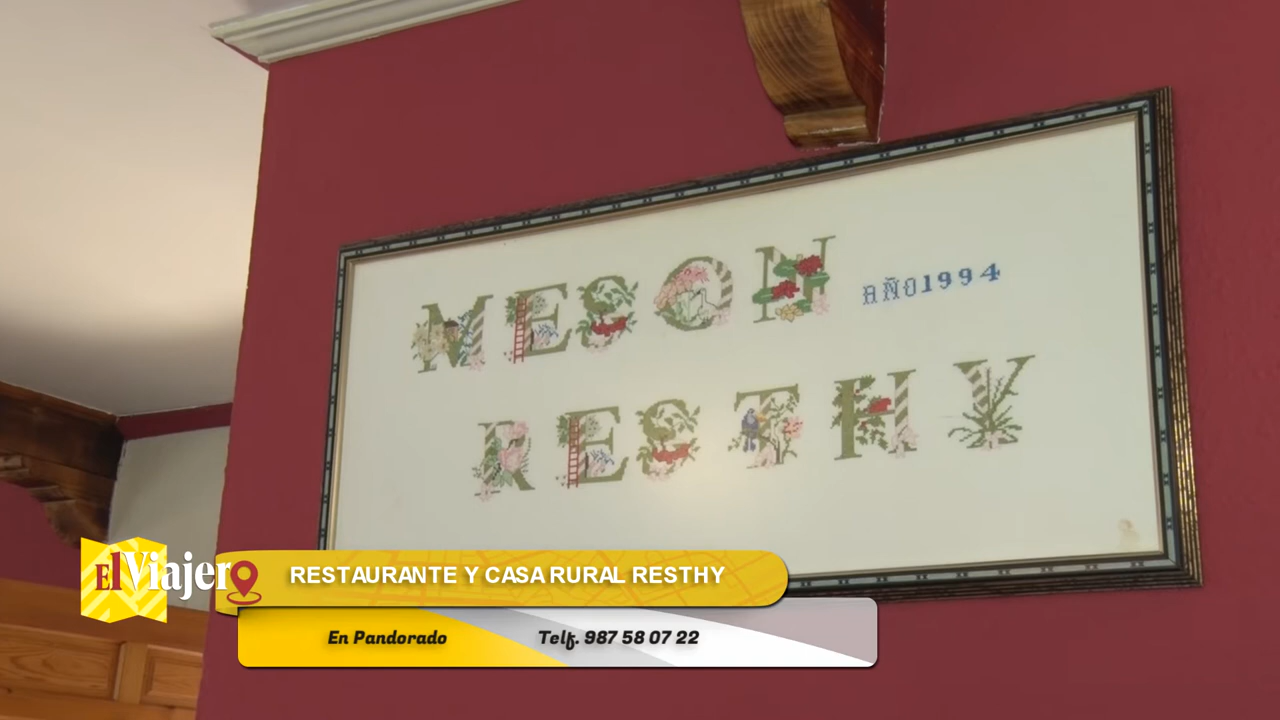 MESON AÑO1994
RESTHY
El Viajero
RESTAURANTE Y CASA RURAL RESTHY
En Pandorado Telf. 987 58 07 22